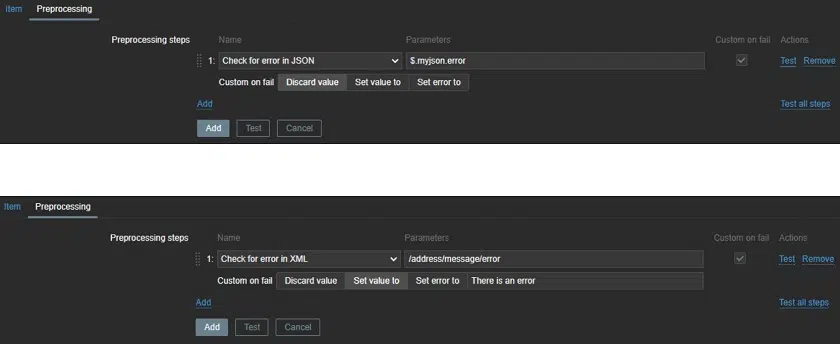 Item Preprocessing
Preprocessing steps Name Parameters Custom on fail Actions
1: Check for error in JSON $.myjson.error Test Remove
Custom on fail Discard value Set value to Set error to
Add Test all steps
Add Test Cancel
Item Preprocessing
Preprocessing steps Name Parameters Custom on fail Actions
1: Check for error in XML /address/message/error Test Remove
Custom on fail Discard value Set value to Set error to There is an error
Add Test all steps
Add Test Cancel